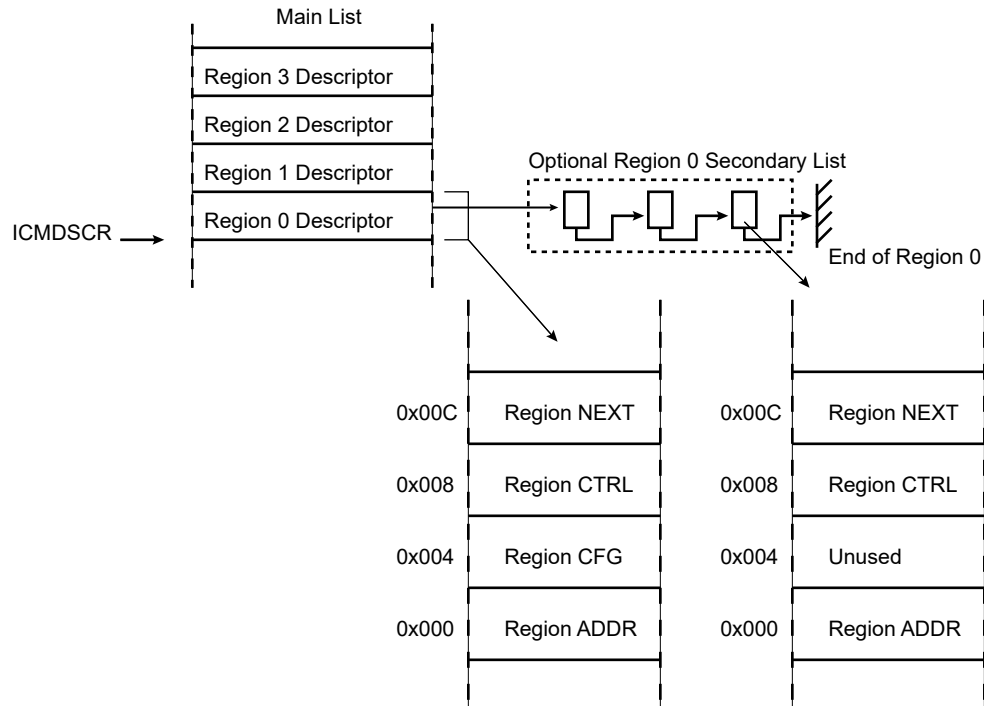 Main List
Region 3 Descriptor
Region 2 Descriptor
Region 1 Descriptor
Region 0 Descriptor
ICMDSCR
Optional Region 0 Secondary List
End of Region 0
0x00C Region NEXT
0x008 Region CTRL
0x004 Region CFG
0x000 Region ADDR
0x00C Region NEXT
0x008 Region CTRL
0x004 Unused
0x000 Region ADDR